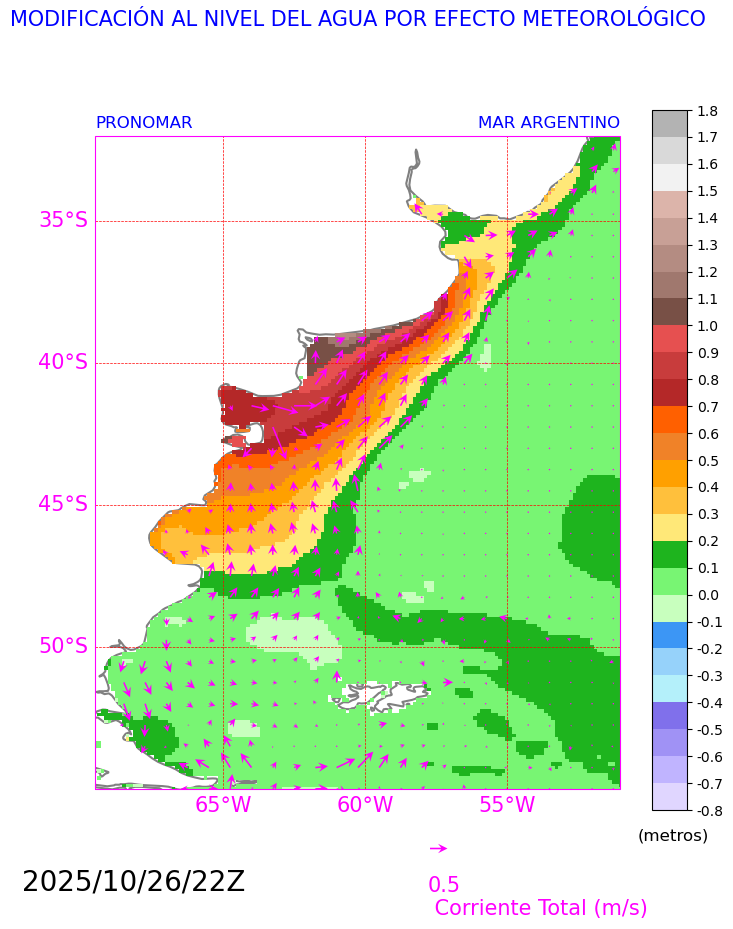 MODIFICACIÓN AL NIVEL DEL AGUA POR EFECTO METEOROLÓGICO
PRONOMAR MAR ARGENTINO
1.8
1.7
1.6
1.5
1.4
1.3
1.2
1.1
1.0
0.9
0.8
0.7
0.6
0.5
0.4
0.3
0.2
0.1
0.0
-0.1
-0.2
-0.3
-0.4
-0.5
-0.6
-0.7
-0.8
(metros)
35°S
40°S
45°S
50°S
65°W 60°W 55°W
2025/10/26/22Z
0.5
Corriente Total (m/s)